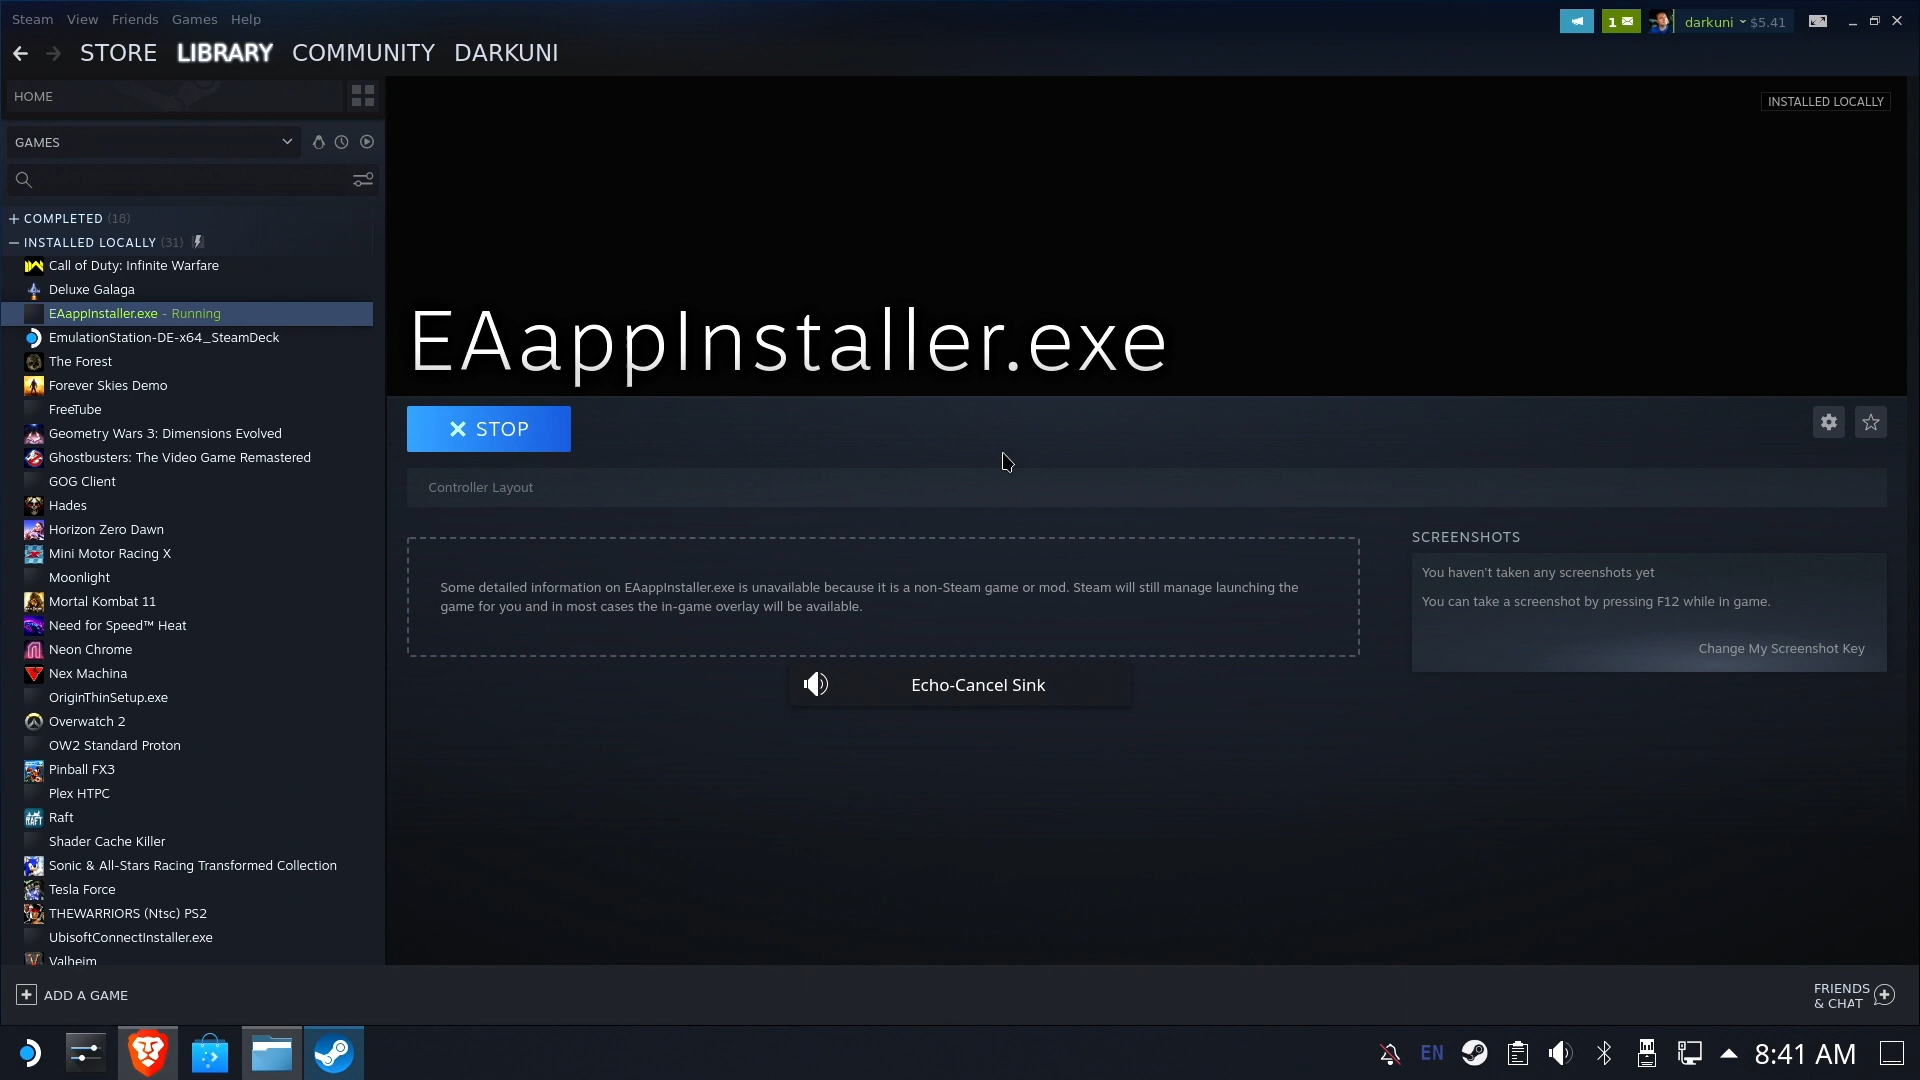 Steam View Friends Games Help
1
darkuni $5.41
STORE LIBRARY COMMUNITY DARKUNI
HOME
INSTALLED LOCALLY
GAMES
COMPLETED (18)
INSTALLED LOCALLY (31)
Call of Duty: Infinite Warfare
Deluxe Galaga
EAappInstaller.exe - Running
EmulationStation-DE-x64_SteamDeck
The Forest
Forever Skies Demo
FreeTube
Geometry Wars 3: Dimensions Evolved
Ghostbusters: The Video Game Remastered
GOG Client
Hades
Horizon Zero Dawn
Mini Motor Racing X
Moonlight
Mortal Kombat 11
Need for Speed™ Heat
Neon Chrome
Nex Machina
OriginThinSetup.exe
Overwatch 2
OW2 Standard Proton
Pinball FX3
Plex HTPC
Raft
Shader Cache Killer
Sonic & All-Stars Racing Transformed Collection
Tesla Force
THEWARRIORS (Ntsc) PS2
UbisoftConnectInstaller.exe
Valheim
EAappInstaller.exe
STOP
Controller Layout
Some detailed information on EAappInstaller.exe is unavailable because it is a non-Steam game or mod. Steam will still manage launching the
game for you and in most cases the in-game overlay will be available.
SCREENSHOTS
You haven't taken any screenshots yet
You can take a screenshot by pressing F12 while in game.
Change My Screenshot Key
Echo-Cancel Sink
ADD A GAME
FRIENDS
& CHAT
EN
8:41 AM